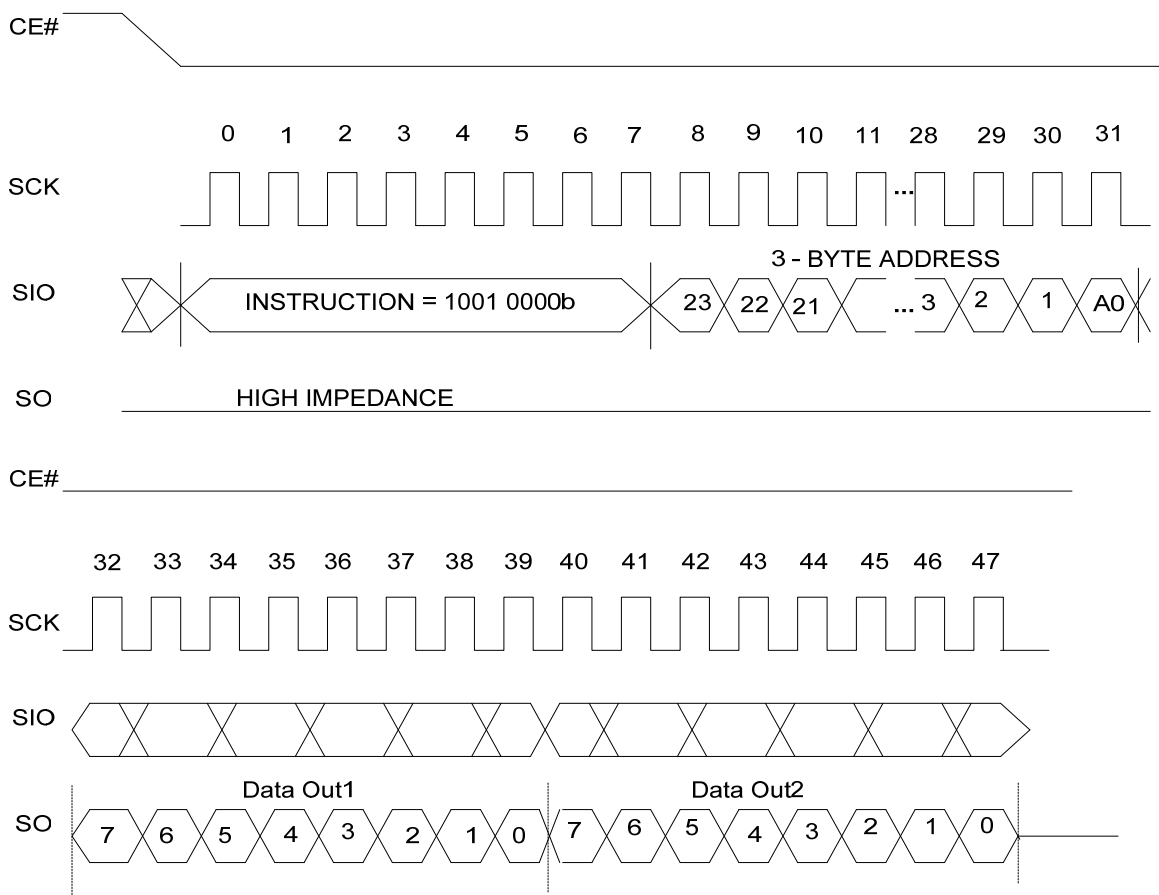 CE#
0 1 2 3 4 5 6 7 8 9 10 11 28 29 30 31
SCK ...
3 - BYTE ADDRESS
SIO INSTRUCTION = 1001 0000b 23 22 21 ... 3 2 1 A0
SO HIGH IMPEDANCE
CE#
32 33 34 35 36 37 38 39 40 41 42 43 44 45 46 47
SCK
SIO
Data Out1 Data Out2
SO 7 6 5 4 3 2 1 0 7 6 5 4 3 2 1 0